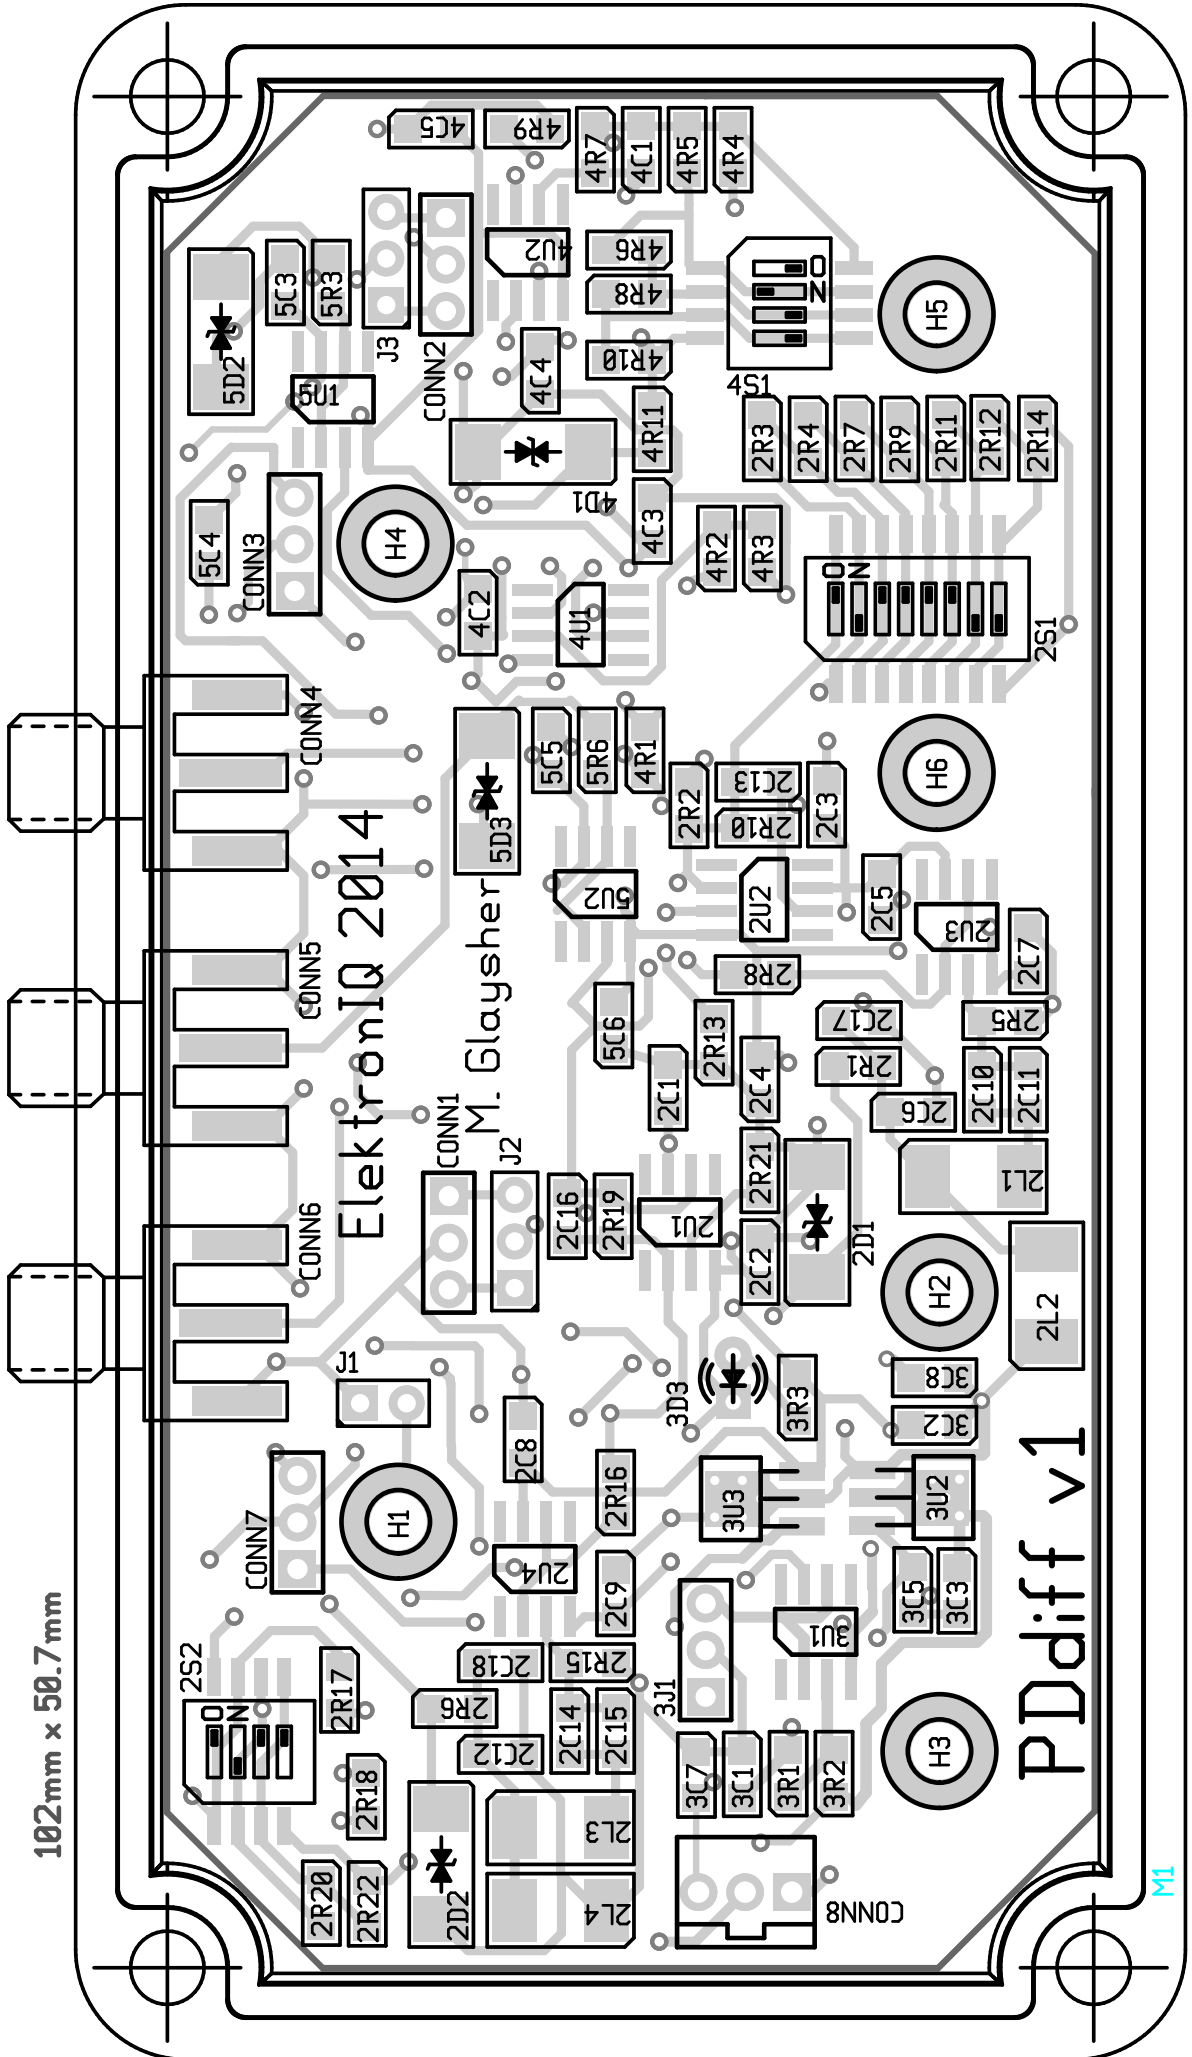 4C5
4R9
4R7
4C1
4R5
4R4
4U2
4R6
4R8
4R10
5C3
5R3
5D2
5U1
J3
CONN2
4C4
4R11
4D1
4C3
ON
4S1
H5
2R3
2R4
2R7
2R9
2R11
2R12
2R14
5C4
CONN3
H4
4R2
4R3
4C2
4U1
ON
2S1
CONN4
5D3
5C5
5R6
4R1
2R2
2C13
2R10
2C3
H6
5U2
2U2
2C5
2U3
2C7
CONN5
ElektronIQ 2014
M. Glaysher
2R8
5C6
2R13
2C17
2R5
2R1
2C1
2C4
2C6
2C10
2C11
CONN1
J2
2R21
2L1
2C16
2R19
2U1
2D1
CONN6
2C2
H2
2L2
J1
3D3
3R3
3C8
3C2
2C8
2R16
3U3
3U2
CONN7
H1
2U4
2C9
3C5
3C3
3U1
PDdiff v1
102mm x 50.7mm
2S2
ON
2R17
2C18
2R15
2R6
2C14
2C15
2C12
3J1
H3
2R18
3C7
3C1
3R1
3R2
2L3
2R20
2R22
2D2
2L4
CONN8
M1